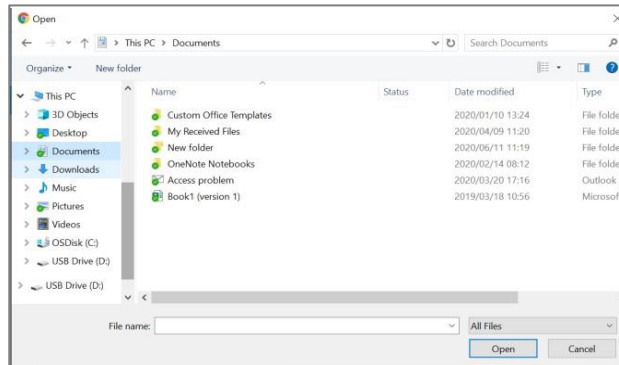 Open
This PC > Documents
Search Documents
Organize
New folder
Name
Status
Date modified
Type
This PC
3D Objects
Desktop
Documents
Downloads
Music
Pictures
Videos
OSDisk (C:)
USB Drive (D:)
USB Drive (D:)
Custom Office Templates
2020/01/10 13:24
File folde
My Received Files
2020/04/09 11:20
File folde
New folder
2020/06/11 11:19
File folde
OneNote Notebooks
2020/02/14 08:12
File folde
Access problem
2020/03/20 17:16
Outlook
Book1 (version 1)
2019/03/18 10:56
Microsof
File name:
All Files
Open
Cancel